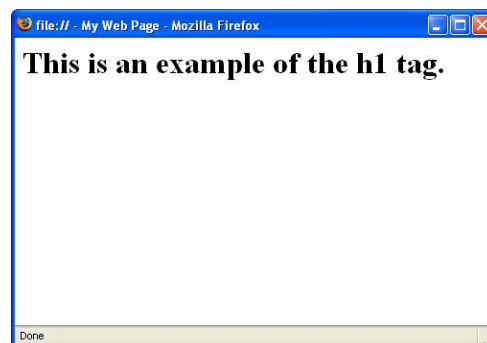 file:// - My Web Page - Mozilla Firefox
This is an example of the h1 tag.
Done